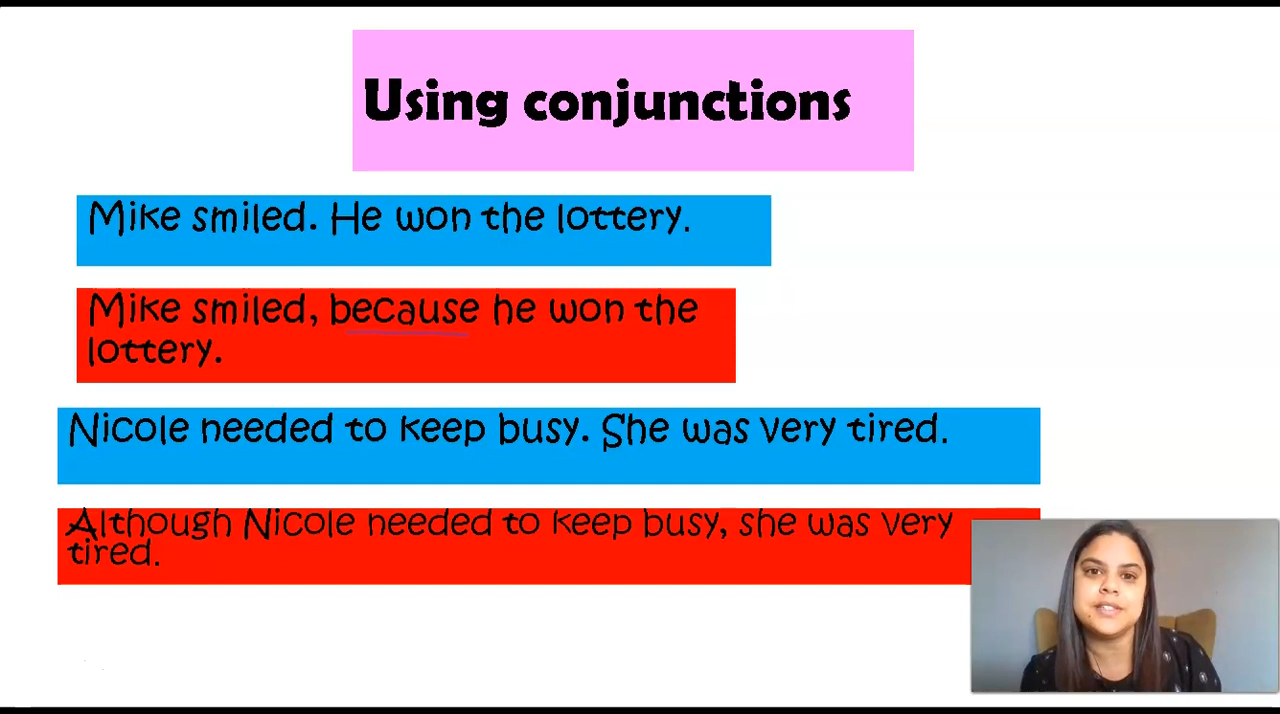 Using conjunctions
Mike smiled. He won the lottery.
Mike smiled, because he won the
lottery.
Nicole needed to keep busy. She was very tired.
Although Nicole needed to keep busy, she was very
tired.